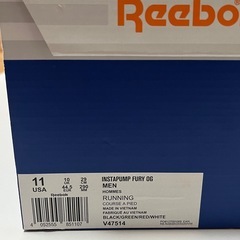 Reebo
11
USA
10
UK
29
CM
44.5
EUR
290
MM
Reebok
INSTAPUMP FURY OG
MEN
HOMMES
RUNNING
COURSE A PIED
MADE IN VIETNAM
FABRIQUÉ AU VIETNAM
BLACK/GREEN/RED/WHITE
V47514